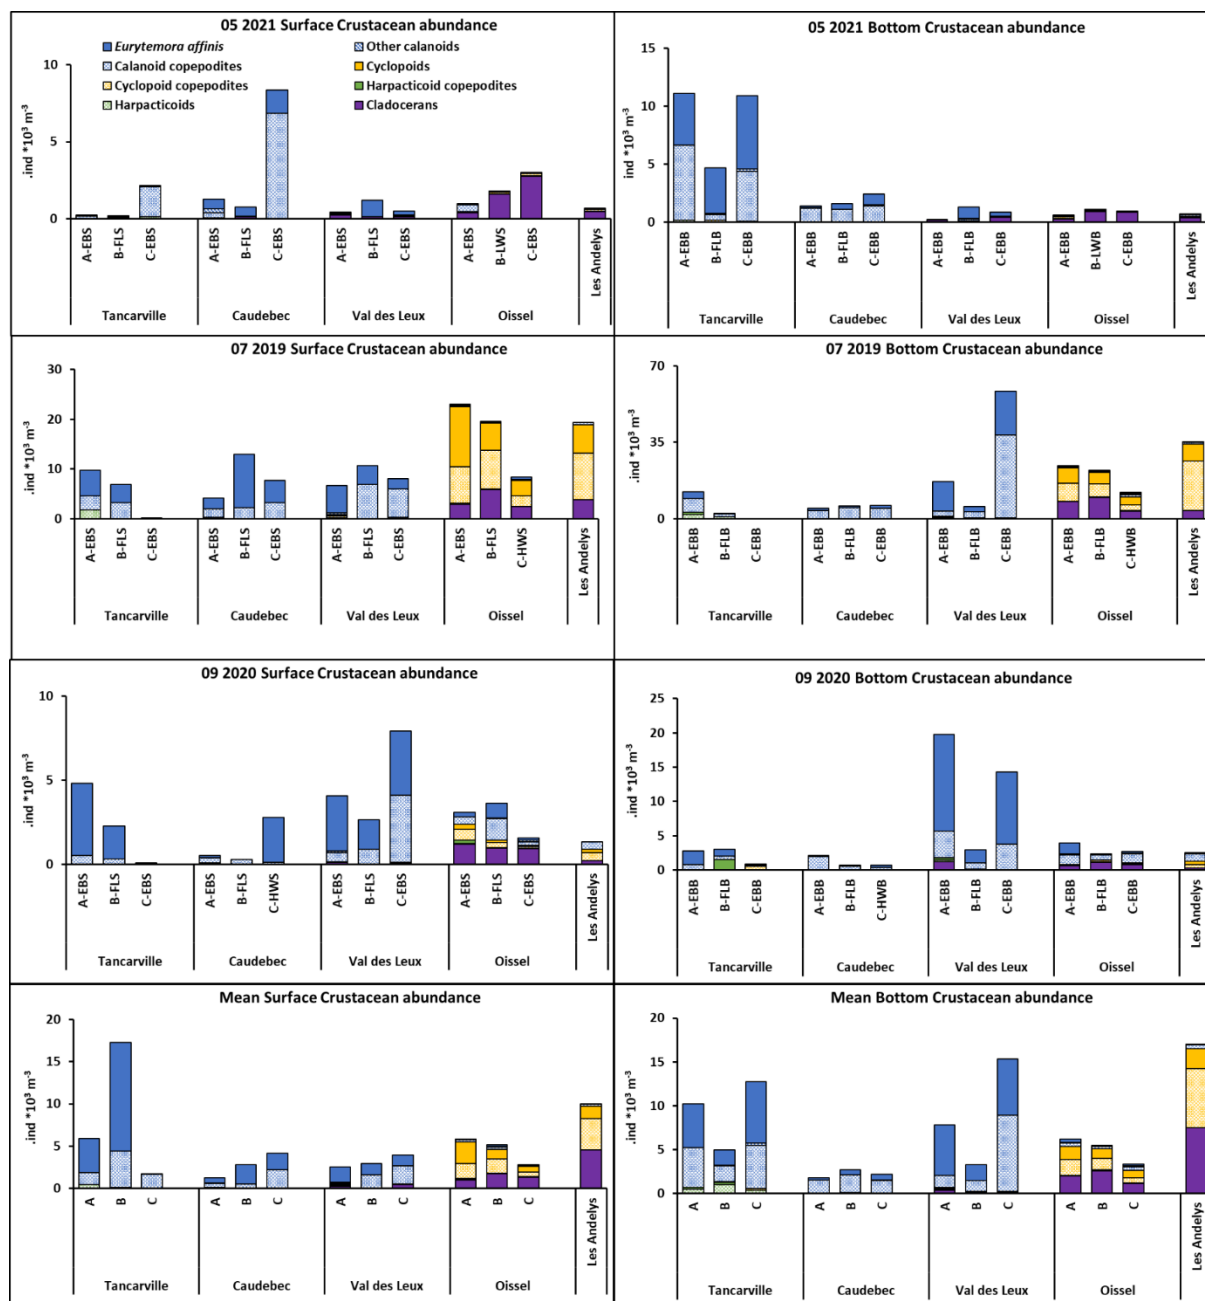 05 2021 Surface Crustacean abundance
Eurytemora affinis
Other calanoids
Calanoid copepodites
Cyclopoids
Cyclopoid copepodites
Harpacticoid copepodites
Harpacticoids
Cladocerans
.ind *10³ m⁻³
10
5
0
A-EBS
B-FLS
C-EBS
A-EBS
B-FLS
C-EBS
A-EBS
B-FLS
C-EBS
A-EBS
B-LWS
C-EBS
Les Andelys
Tancarville
Caudebec
Val des Leux
Oissel
05 2021 Bottom Crustacean abundance
.ind *10³ m⁻³
15
10
5
0
A-EBB
B-FLB
C-EBB
A-EBB
B-FLB
C-EBB
A-EBB
B-FLB
C-EBB
A-EBB
B-LWB
C-EBB
Les Andelys
Tancarville
Caudebec
Val des Leux
Oissel
07 2019 Surface Crustacean abundance
.ind *10³ m⁻³
30
20
10
0
A-EBS
B-FLS
C-EBS
A-EBS
B-FLS
C-EBS
A-EBS
B-FLS
C-EBS
A-EBS
B-FLS
C-HWS
Les Andelys
Tancarville
Caudebec
Val des Leux
Oissel
07 2019 Bottom Crustacean abundance
.ind *10³ m⁻³
70
35
0
A-EBB
B-FLB
C-EBB
A-EBB
B-FLB
C-EBB
A-EBB
B-FLB
C-EBB
A-EBB
B-FLB
C-HWB
Les Andelys
Tancarville
Caudebec
Val des Leux
Oissel
09 2020 Surface Crustacean abundance
.ind *10³ m⁻³
10
5
0
A-EBS
B-FLS
C-EBS
A-EBS
B-FLS
C-HWS
A-EBS
B-FLS
C-EBS
A-EBS
B-FLS
C-EBS
Les Andelys
Tancarville
Caudebec
Val des Leux
Oissel
09 2020 Bottom Crustacean abundance
.ind *10³ m⁻³
25
20
15
10
5
0
A-EBB
B-FLB
C-EBB
A-EBB
B-FLB
C-HWB
A-EBB
B-FLB
C-EBB
A-EBB
B-FLB
C-EBB
Les Andelys
Tancarville
Caudebec
Val des Leux
Oissel
Mean Surface Crustacean abundance
.ind *10³ m⁻³
20
15
10
5
0
A
B
C
A
B
C
A
B
C
A
B
C
Les Andelys
Tancarville
Caudebec
Val des Leux
Oissel
Mean Bottom Crustacean abundance
.ind *10³ m⁻³
20
15
10
5
0
A
B
C
A
B
C
A
B
C
A
B
C
Les Andelys
Tancarville
Caudebec
Val des Leux
Oissel